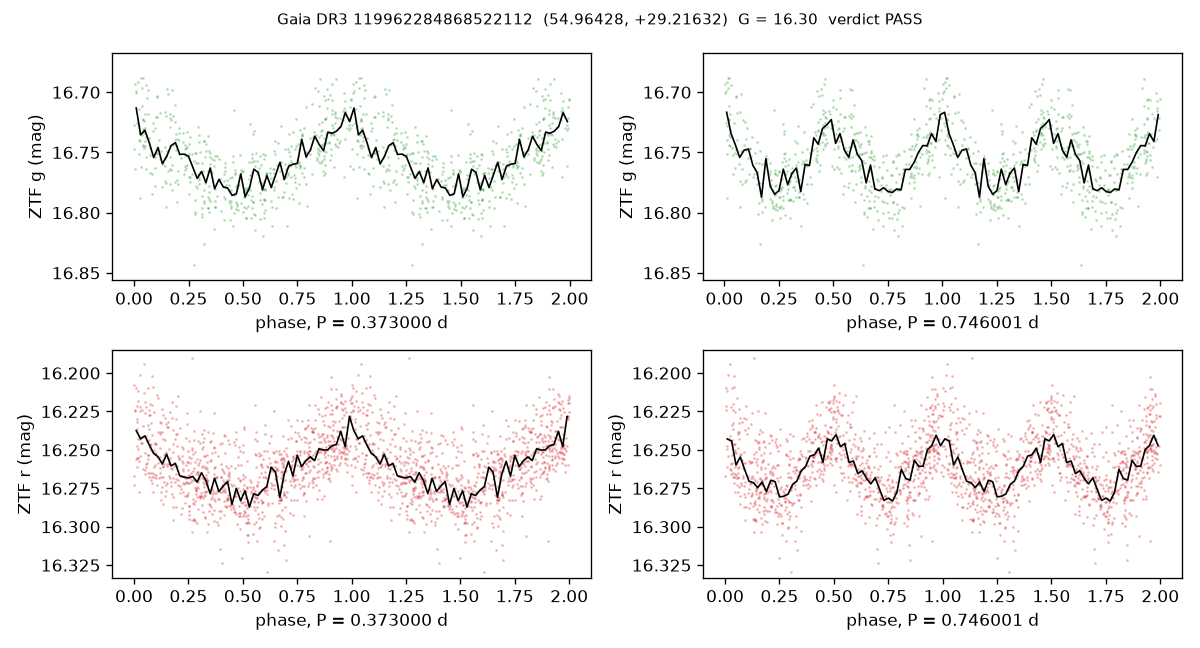 Gaia DR3 119962284868522112  (54.96428, +29.21632)  G = 16.30  verdict PASS
ZTF g (mag)
16.70
16.75
16.80
16.85
0.00 0.25 0.50 0.75 1.00 1.25 1.50 1.75 2.00
phase, P = 0.373000 d
ZTF g (mag)
16.70
16.75
16.80
16.85
0.00 0.25 0.50 0.75 1.00 1.25 1.50 1.75 2.00
phase, P = 0.746001 d
ZTF r (mag)
16.200
16.225
16.250
16.275
16.300
16.325
0.00 0.25 0.50 0.75 1.00 1.25 1.50 1.75 2.00
phase, P = 0.373000 d
ZTF r (mag)
16.200
16.225
16.250
16.275
16.300
16.325
0.00 0.25 0.50 0.75 1.00 1.25 1.50 1.75 2.00
phase, P = 0.746001 d